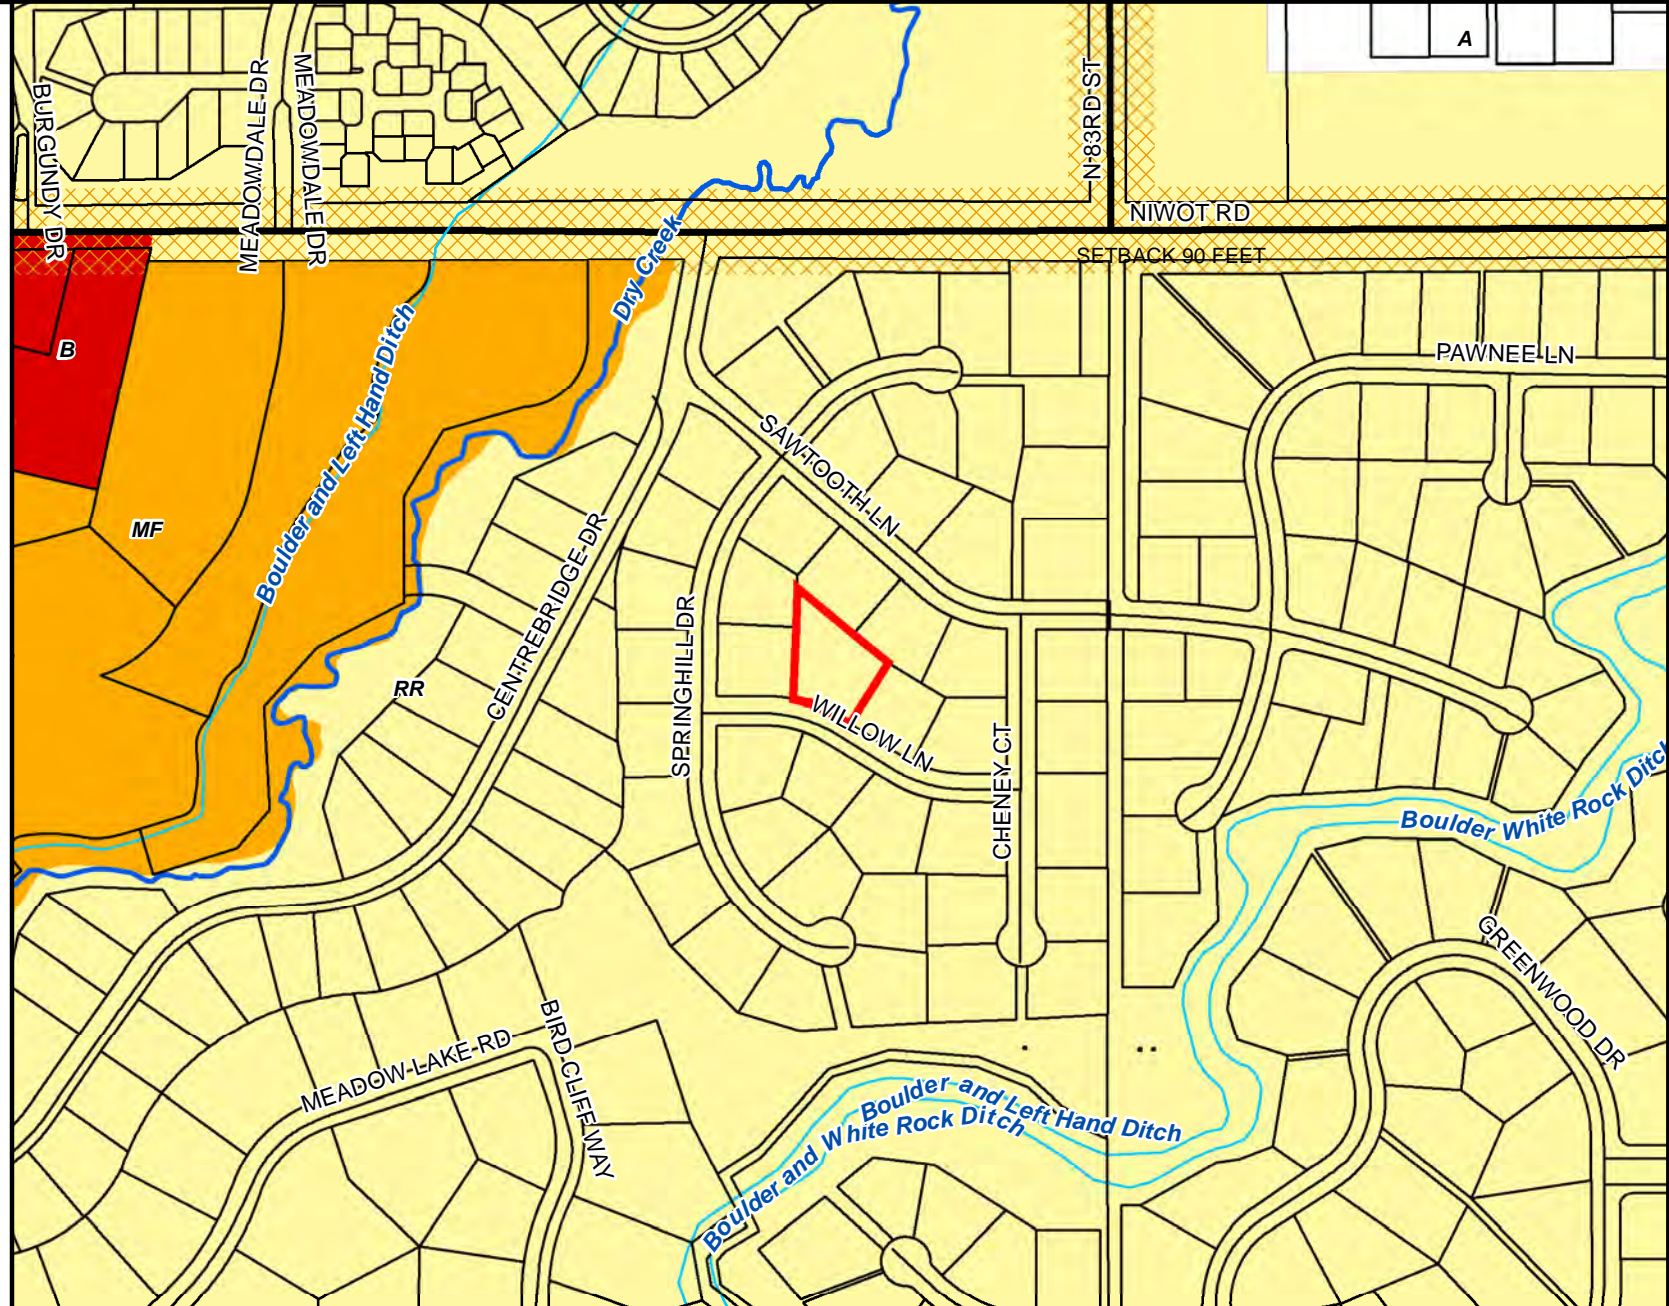 A
BURGUNDY DR
MEADOWDALE DR
MEADOWDALE DR
N 83RD ST
NIWOT RD
SETBACK 90 FEET
Dry Creek
B
Boulder and Left Hand Ditch
PAWNEE LN
SAWTOOTH LN
MF
CENTREBRIDGE DR
SPRINGHILL DR
RR
WILLOW LN
CHENEY CT
Boulder White Rock Ditch
GREENWOOD DR
MEADOW LAKE RD
BIRD CLIFF WAY
Boulder and Left Hand Ditch
Boulder and White Rock Ditch